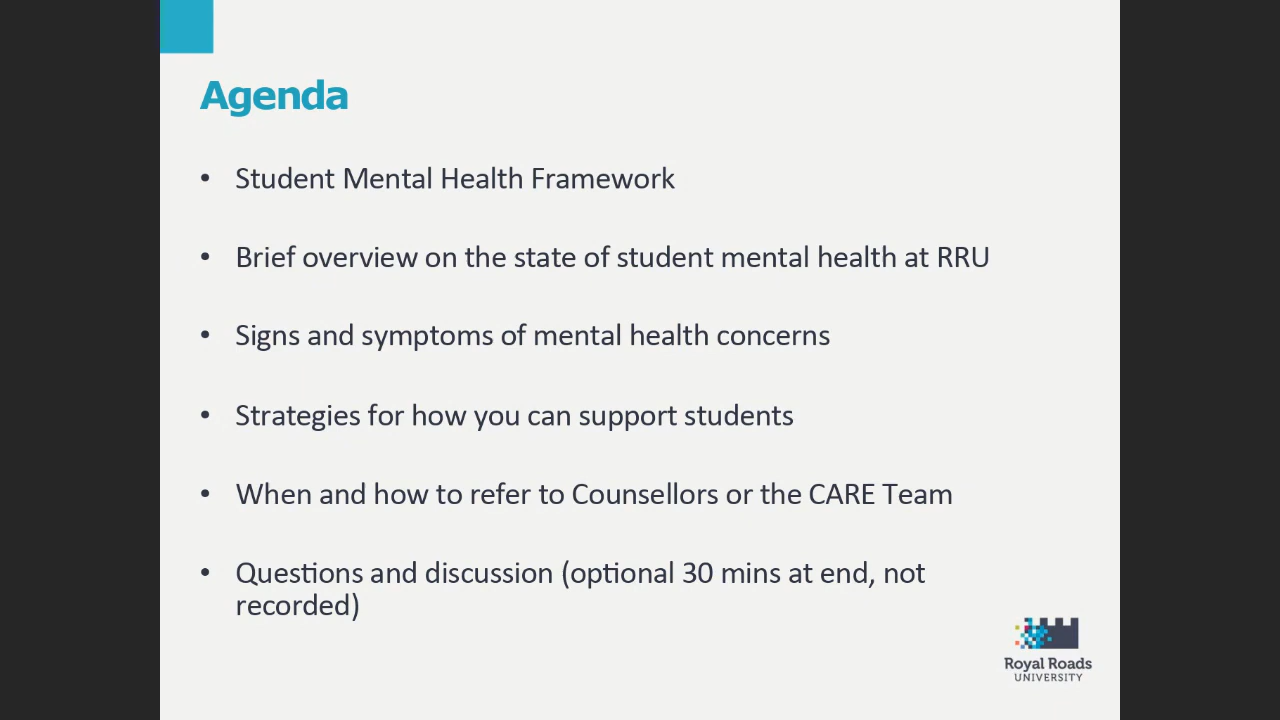 Agenda
• Student Mental Health Framework
• Brief overview on the state of student mental health at RRU
• Signs and symptoms of mental health concerns
• Strategies for how you can support students
• When and how to refer to Counsellors or the CARE Team
• Questions and discussion (optional 30 mins at end, not
recorded)
Royal Roads
UNIVERSITY